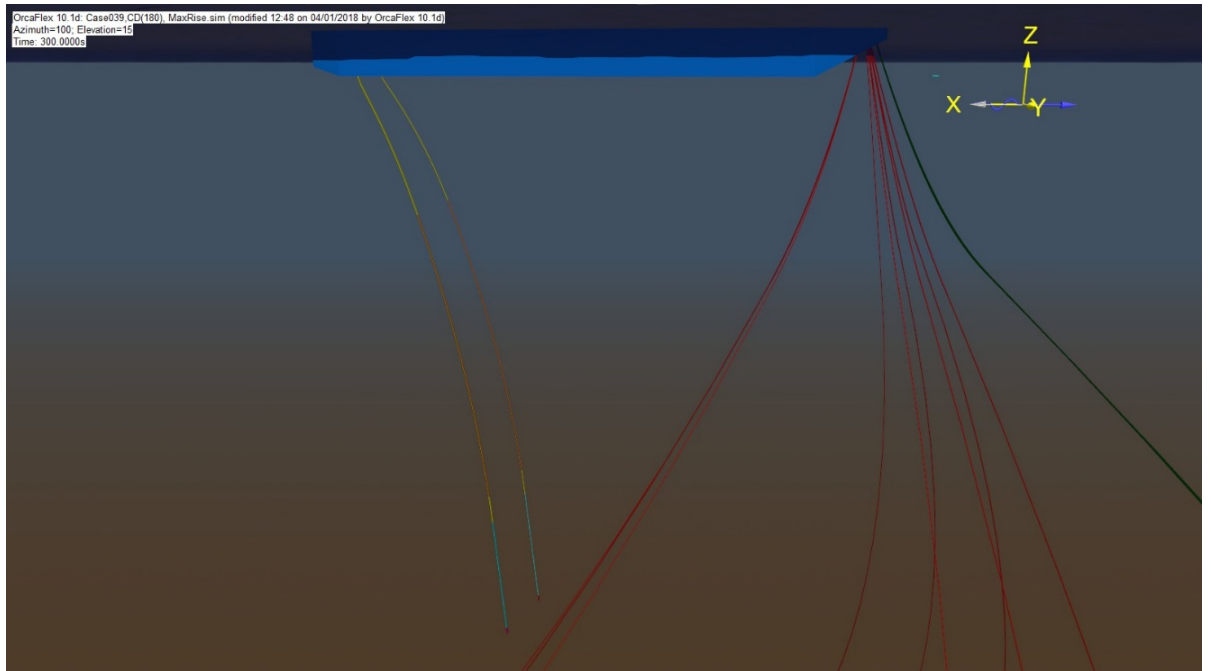 OrcaFlex 10.1d: Case039,CD(180), MaxRise.sim (modified 12:48 on 04/01/2018 by OrcaFlex 10.1d)
Azimuth=100; Elevation=15
Time: 300.0000s
Z
X
Y